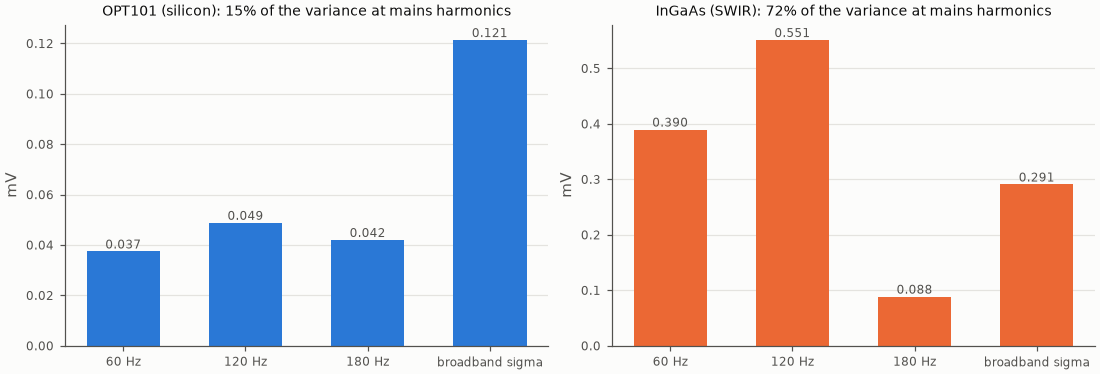 OPT101 (silicon): 15% of the variance at mains harmonics
mV
0.12
0.10
0.08
0.06
0.04
0.02
0.00
0.037
0.049
0.042
0.121
60 Hz
120 Hz
180 Hz
broadband sigma
InGaAs (SWIR): 72% of the variance at mains harmonics
mV
0.5
0.4
0.3
0.2
0.1
0.0
0.390
0.551
0.088
0.291
60 Hz
120 Hz
180 Hz
broadband sigma